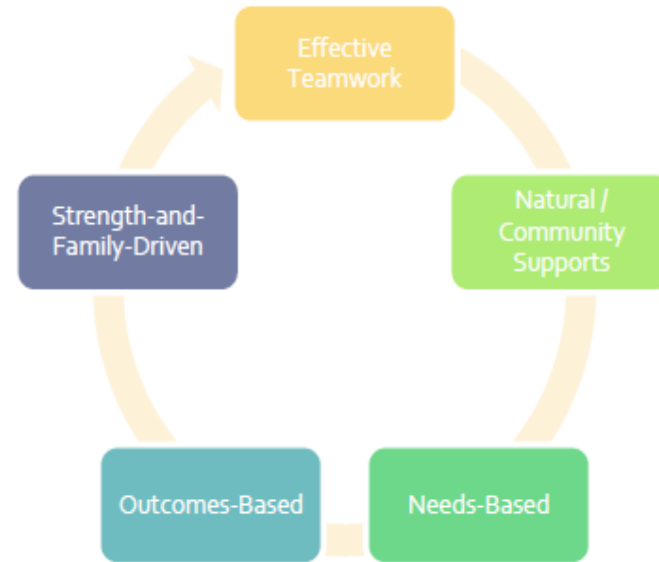 Effective
Teamwork
Natural /
Community
Supports
Needs-Based
Outcomes-Based
Strength-and-
Family-Driven